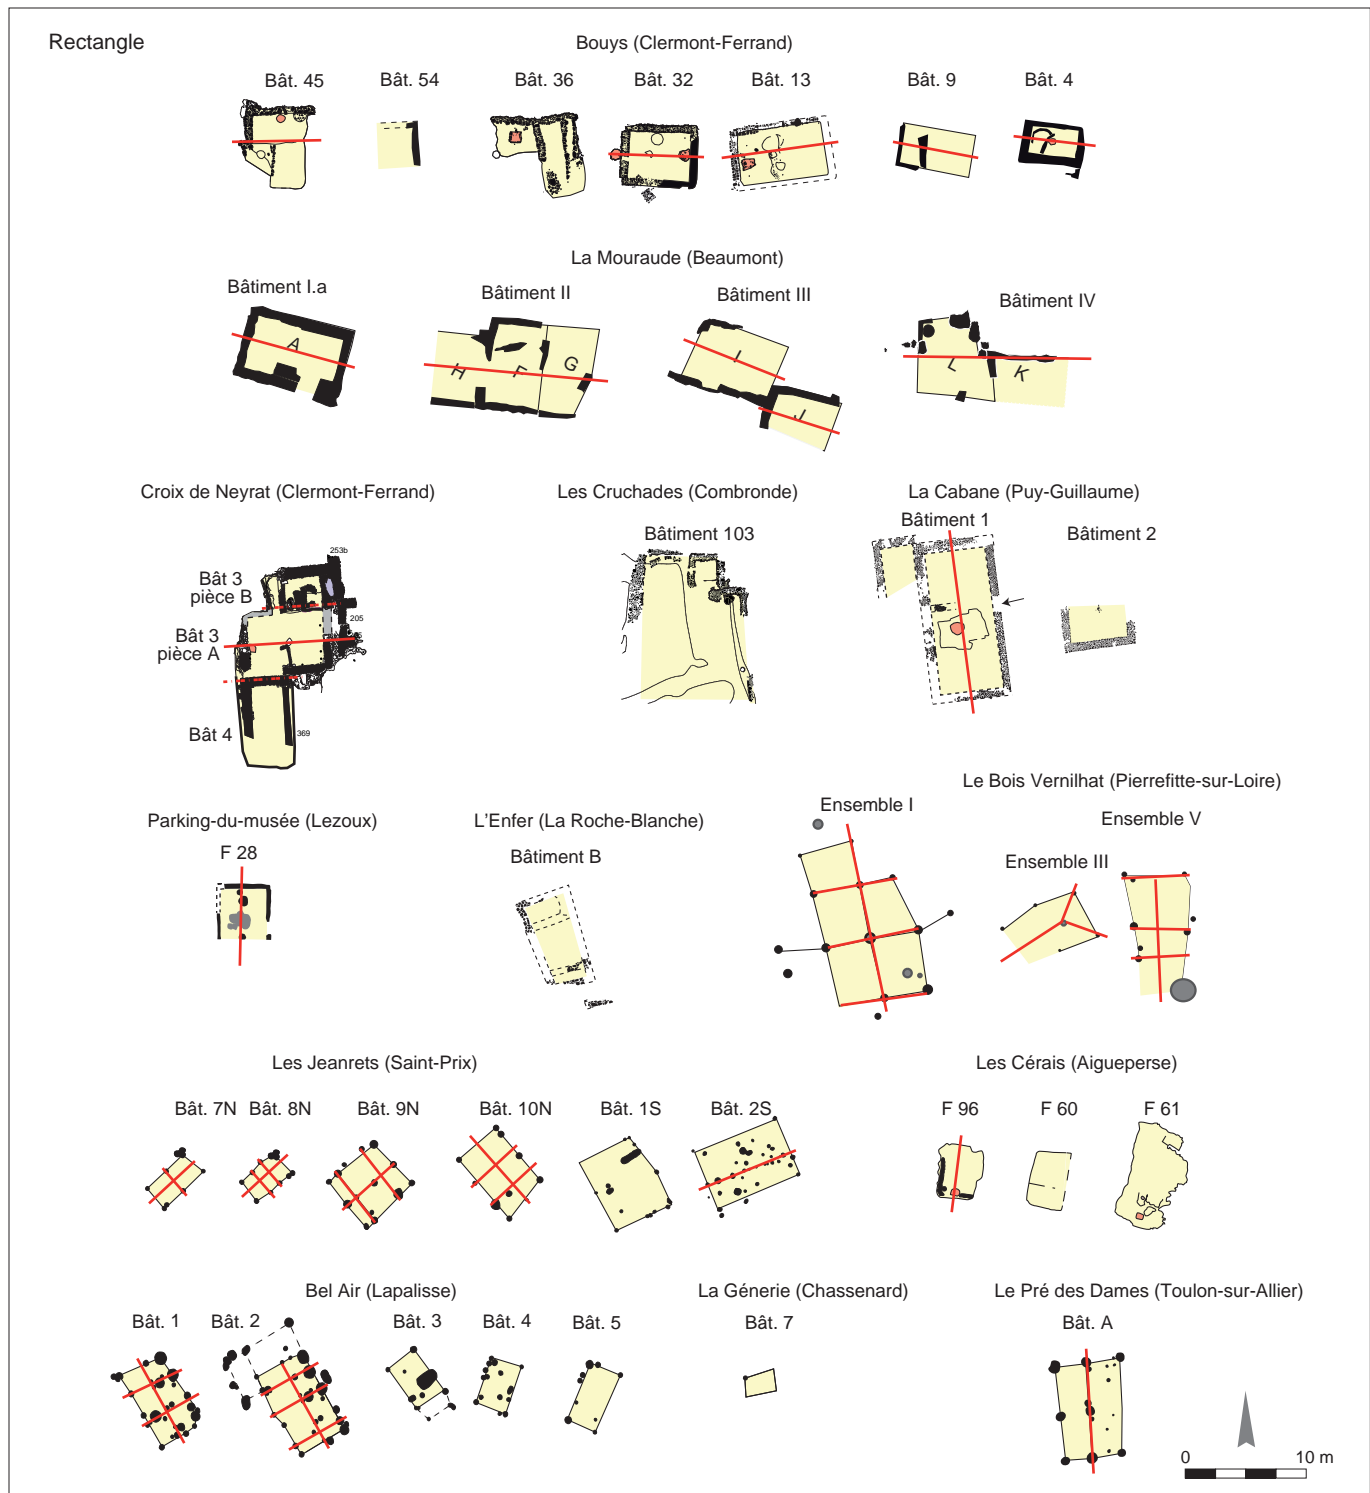 Rectangle
Bouys (Clermont-Ferrand)
Bât. 45
Bât. 54
Bât. 36
Bât. 32
Bât. 13
Bât. 9
Bât. 4
La Mouraude (Beaumont)
Bâtiment I.a
Bâtiment II
Bâtiment III
Bâtiment IV
A
H
F
G
I
J
L
K
Croix de Neyrat (Clermont-Ferrand)
Les Cruchades (Combronde)
La Cabane (Puy-Guillaume)
Bâtiment 103
Bâtiment 1
Bâtiment 2
253b
Bât 3
pièce B
205
Bât 3
pièce A
Bât 4
369
Le Bois Vernilhat (Pierrefitte-sur-Loire)
Parking-du-musée (Lezoux)
L'Enfer (La Roche-Blanche)
Ensemble I
Ensemble V
F 28
Bâtiment B
Ensemble III
Les Jeanrets (Saint-Prix)
Les Cérais (Aigueperse)
Bât. 7N
Bât. 8N
Bât. 9N
Bât. 10N
Bât. 1S
Bât. 2S
F 96
F 60
F 61
Bel Air (Lapalisse)
La Génerie (Chassenard)
Le Pré des Dames (Toulon-sur-Allier)
Bât. 1
Bât. 2
Bât. 3
Bât. 4
Bât. 5
Bât. 7
Bât. A
0 10 m